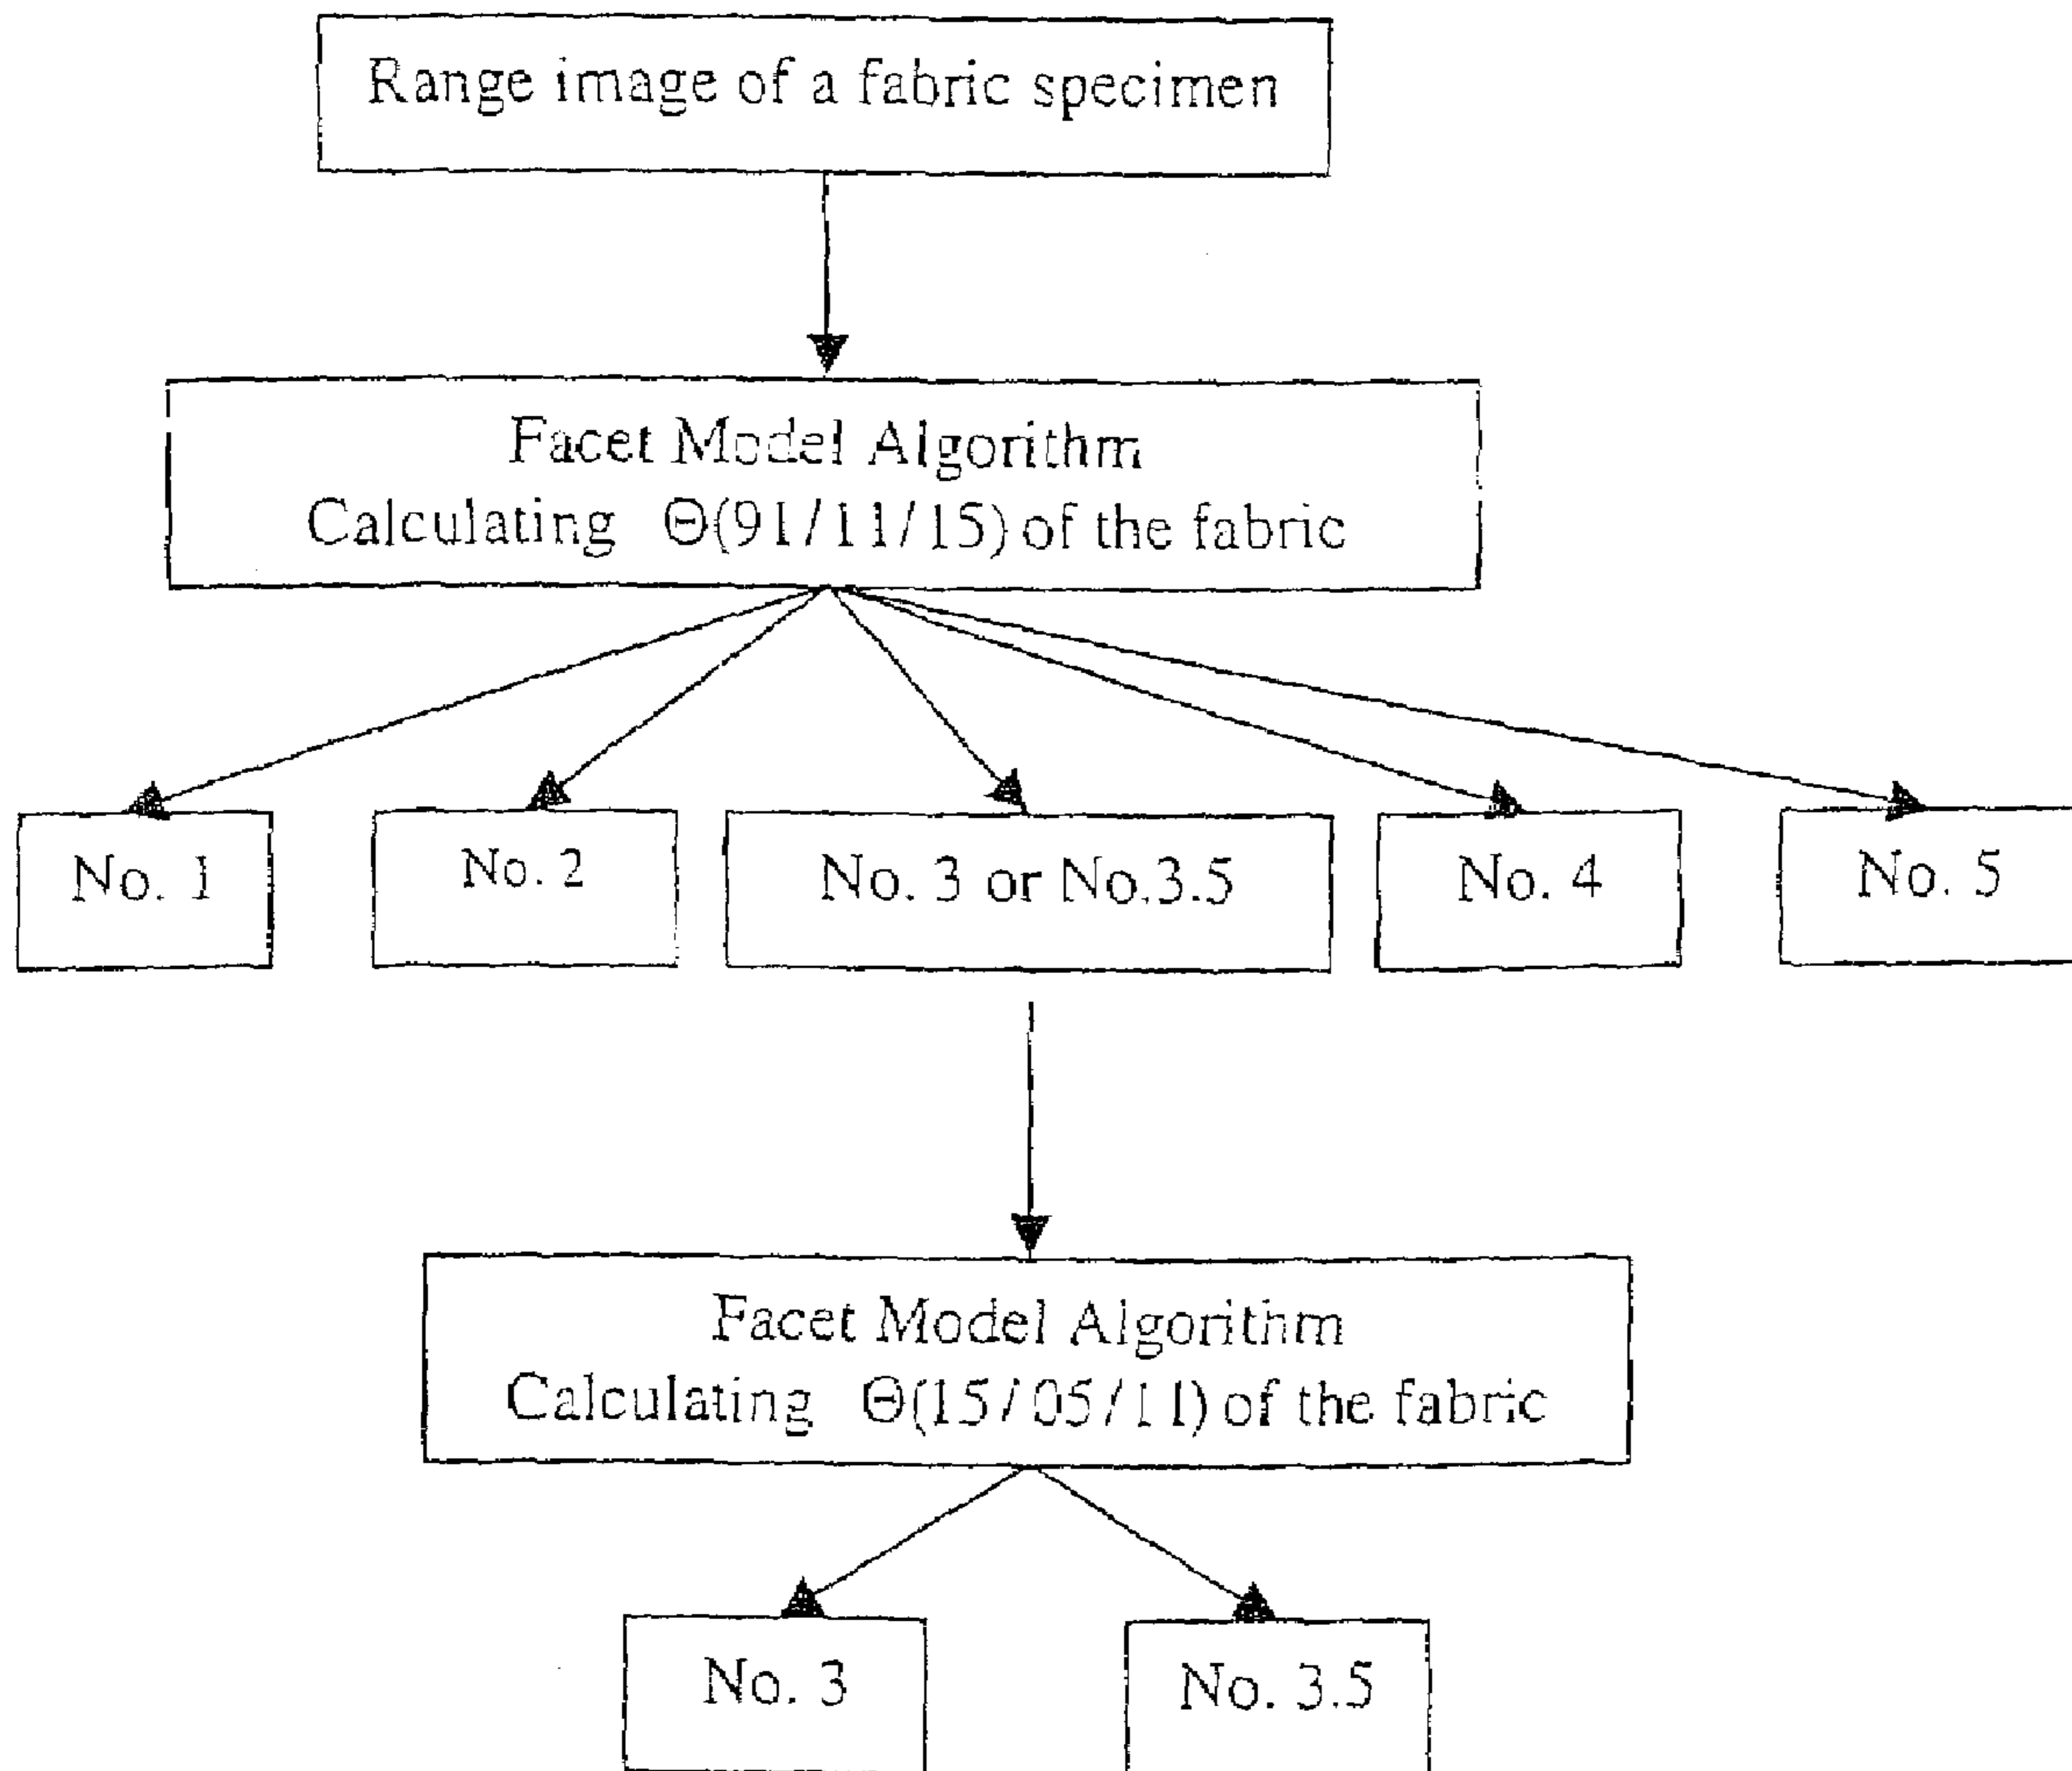 Range image of a fabric specimen
Facet Model Algorithm
Calculating Θ(91/11/15) of the fabric
No. 1
No. 2
No. 3 or No.3.5
No. 4
No. 5
Facet Model Algorithm
Calculating Θ(15/05/11) of the fabric
No. 3
No. 3.5